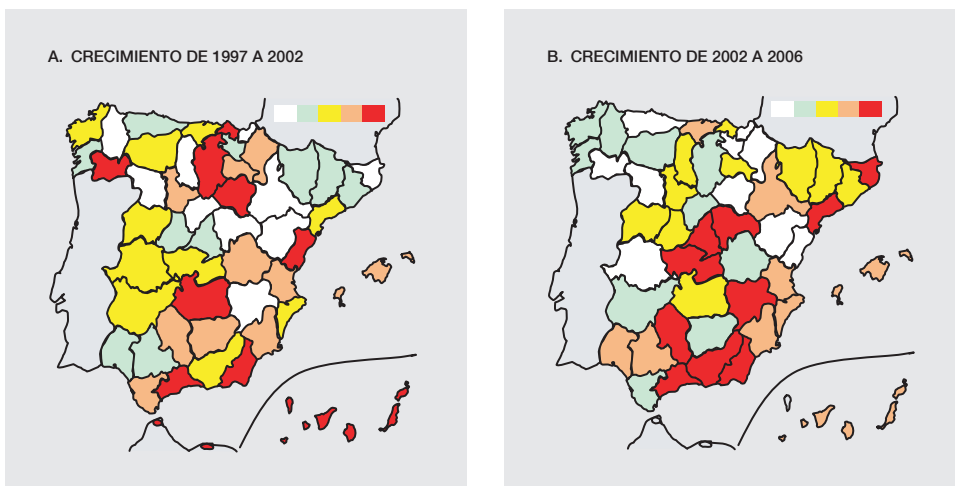 A. CRECIMIENTO DE 1997 A 2002
B. CRECIMIENTO DE 2002 A 2006